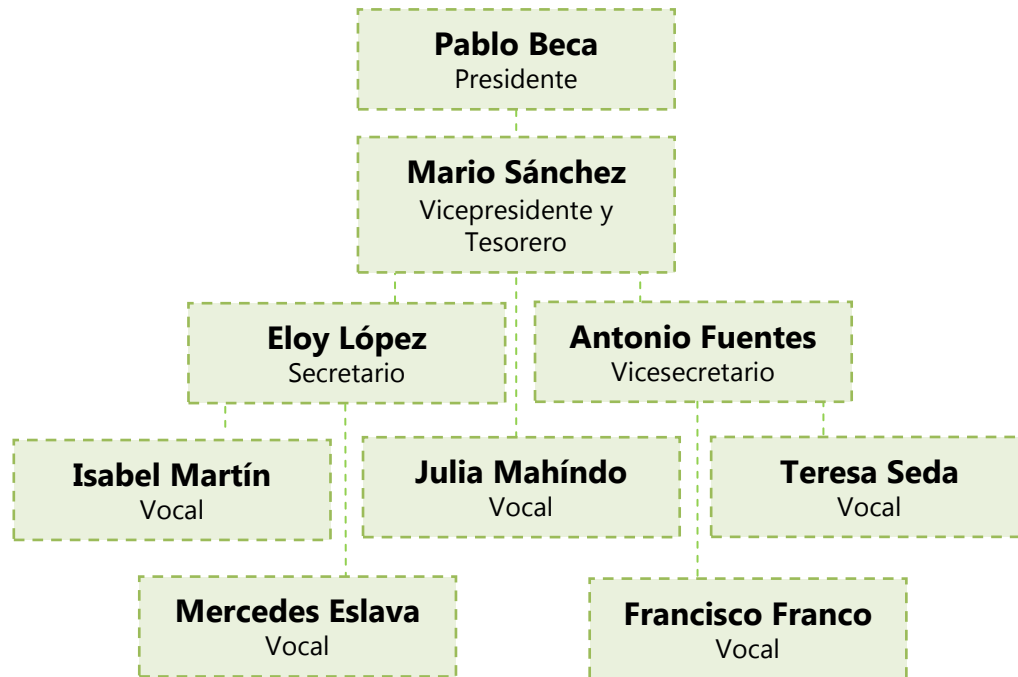 Pablo Beca
Presidente
Mario Sánchez
Vicepresidente y
Tesorero
Eloy López
Secretario
Antonio Fuentes
Vicesecretario
Isabel Martín
Vocal
Julia Mahíndo
Vocal
Teresa Seda
Vocal
Mercedes Eslava
Vocal
Francisco Franco
Vocal